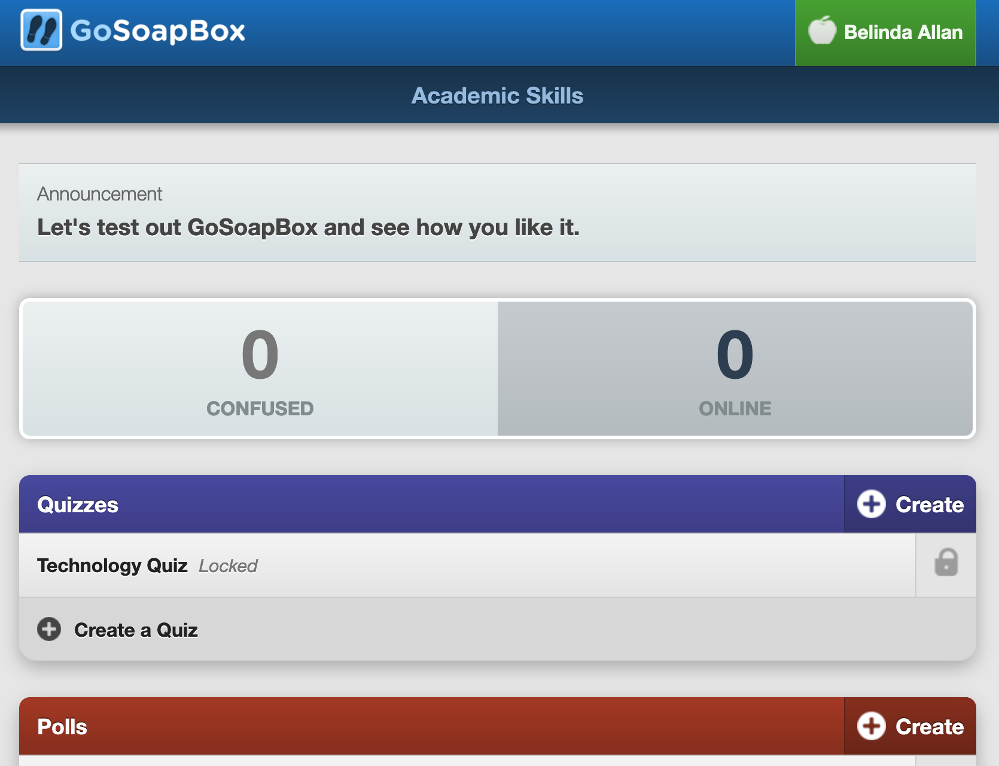 GoSoapBox
Belinda Allan
Academic Skills
Announcement
Let's test out GoSoapBox and see how you like it.
0
CONFUSED
0
ONLINE
Quizzes
Create
Technology Quiz Locked
Create a Quiz
Polls
Create